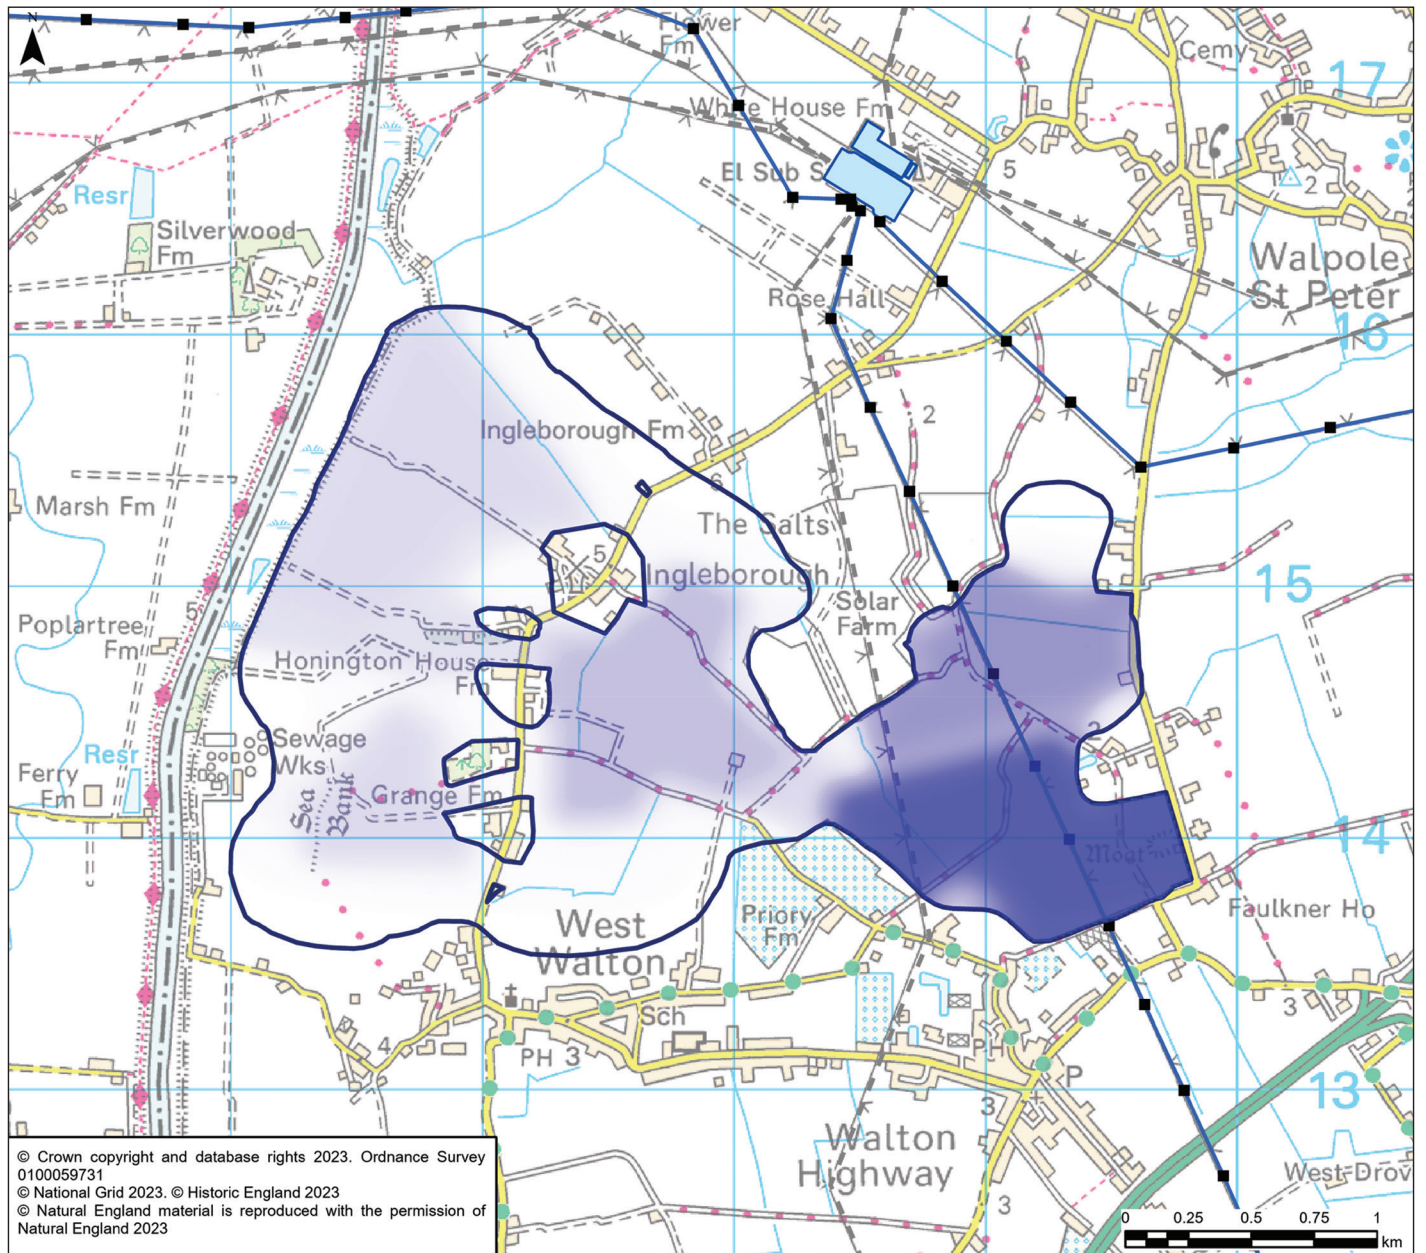 N
Flower
Fm
Cemy
17
White House Fm
El Sub S
5
Resr
2
Silverwood
Fm
Walpole
St Peter
Rose Hall
16
Ingleborough Fm
2
6
Marsh Fm
The Salts
5
Ingleborough
15
Solar
Farm
5
Poplartree
Fm
Honington House
Fm
2
Sewage
Wks
Resr
Ferry
Fm
Sea
Bank
Grange Fm
14
Moat
West
Walton
Priory
Fm
Faulkner Ho
3
Sch
4
PH 3
PH
P
3
13
Walton
Highway
West Drov
3
© Crown copyright and database rights 2023. Ordnance Survey
0100059731
© National Grid 2023. © Historic England 2023
© Natural England material is reproduced with the permission of
Natural England 2023
0 0.25 0.5 0.75 1
km